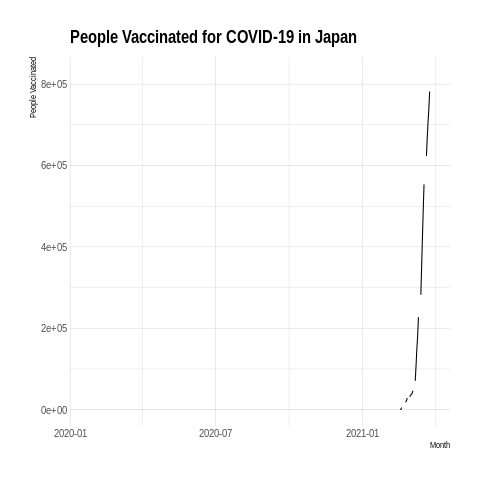 People Vaccinated for COVID-19 in Japan
People Vaccinated
8e+05
6e+05
4e+05
2e+05
0e+00
2020-01 2020-07 2021-01
Month